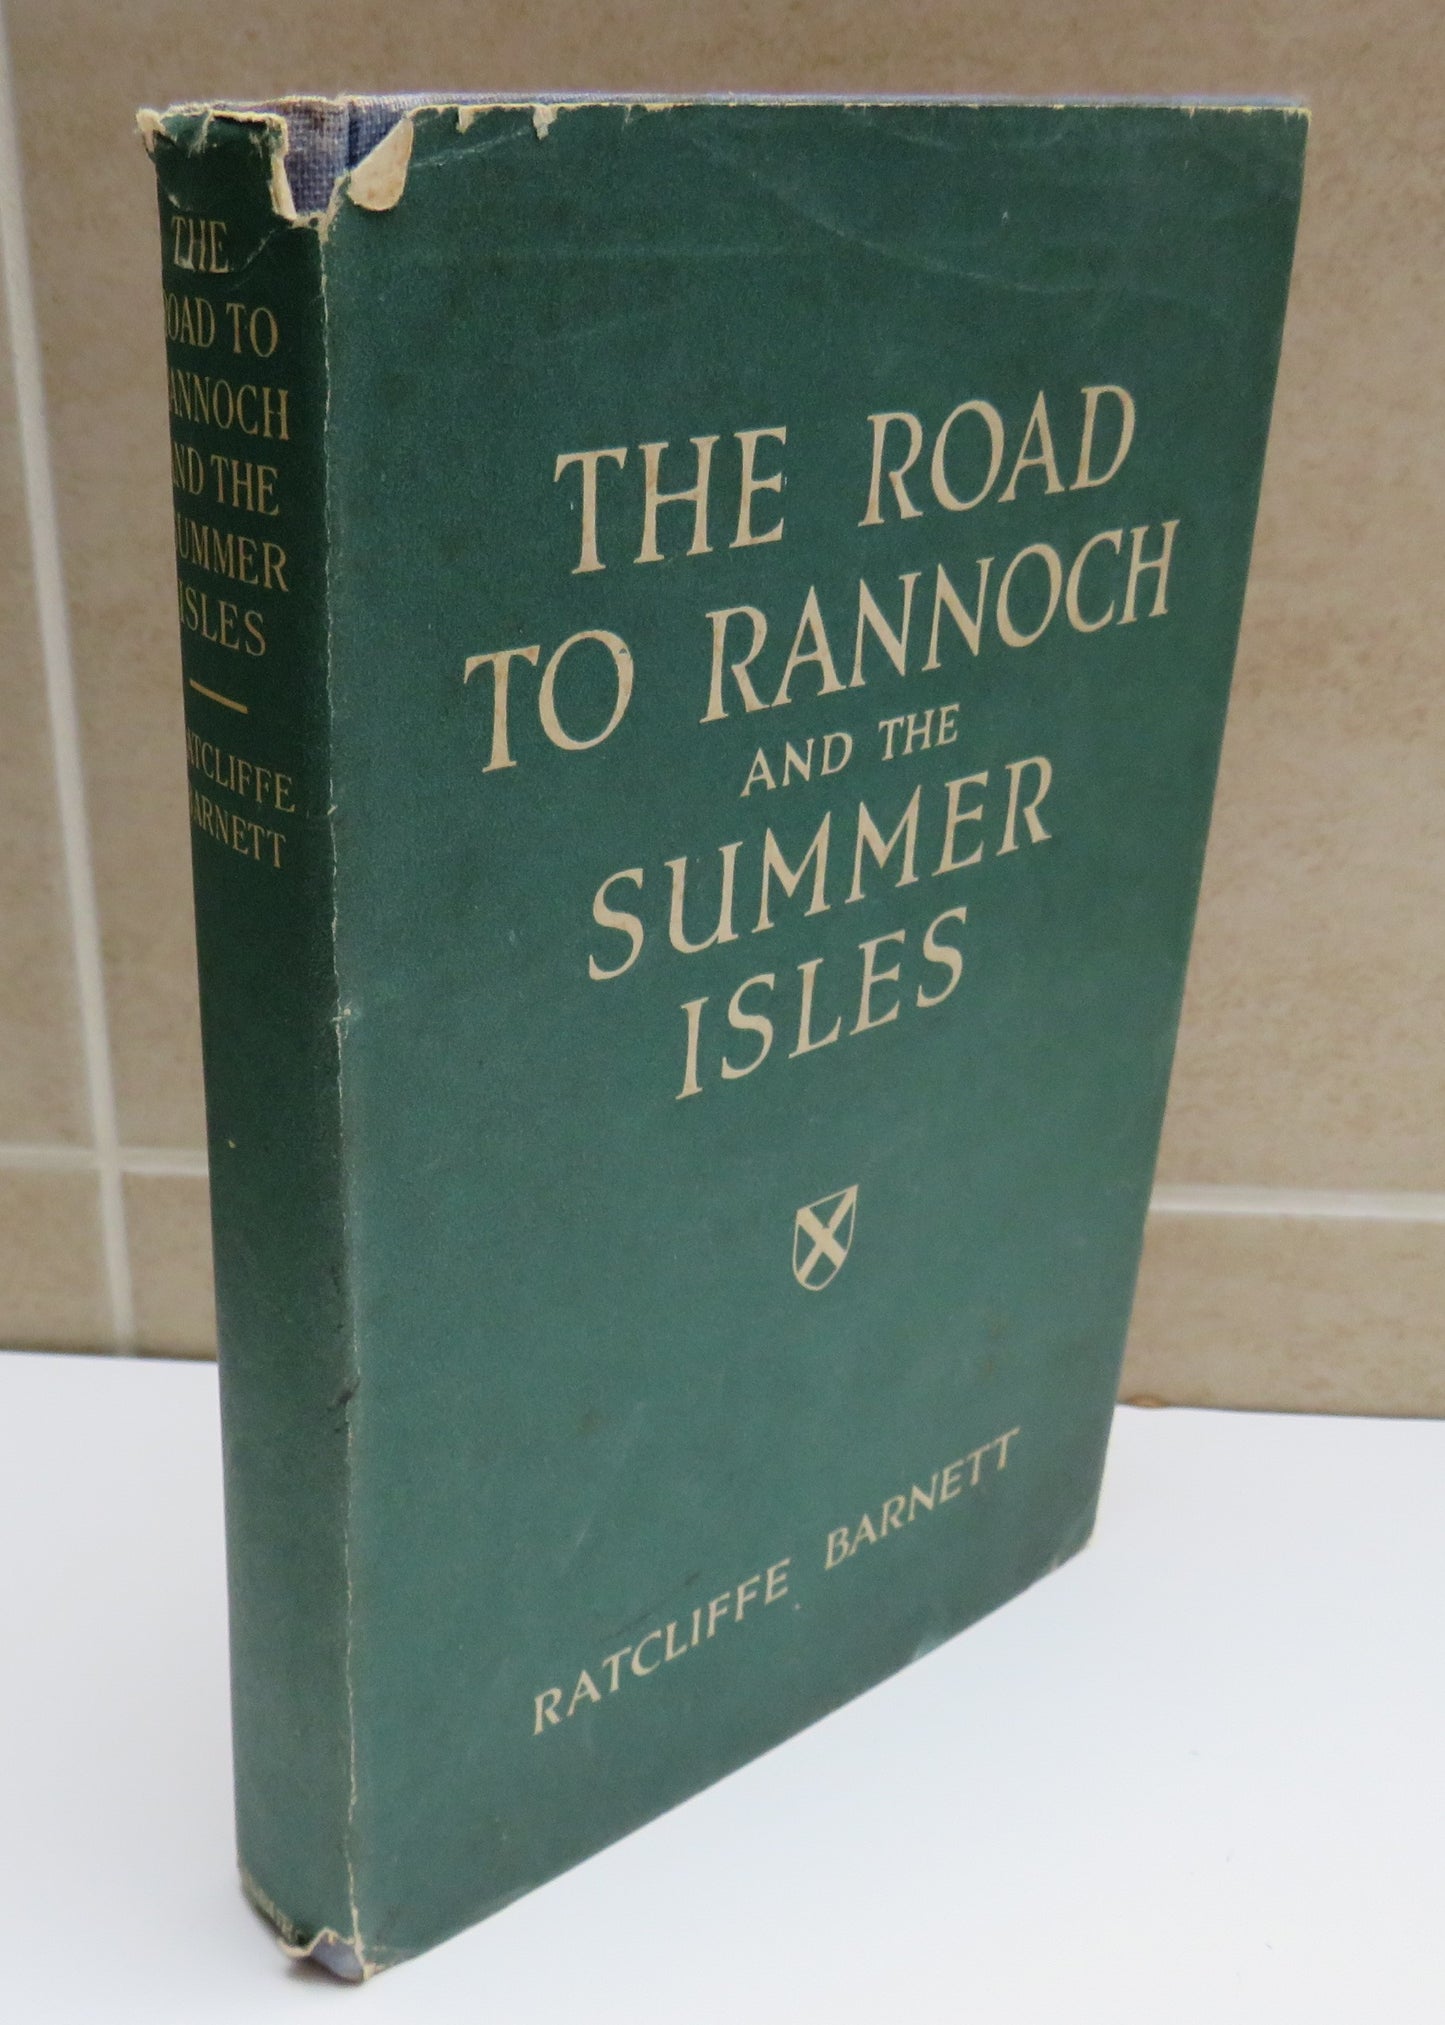 THE
ROAD TO
RANNOCH
AND THE
SUMMER
ISLES
RATCLIFFE
BARNETT
THE ROAD
TO RANNOCH
AND THE
SUMMER
ISLES
RATCLIFFE BARNETT